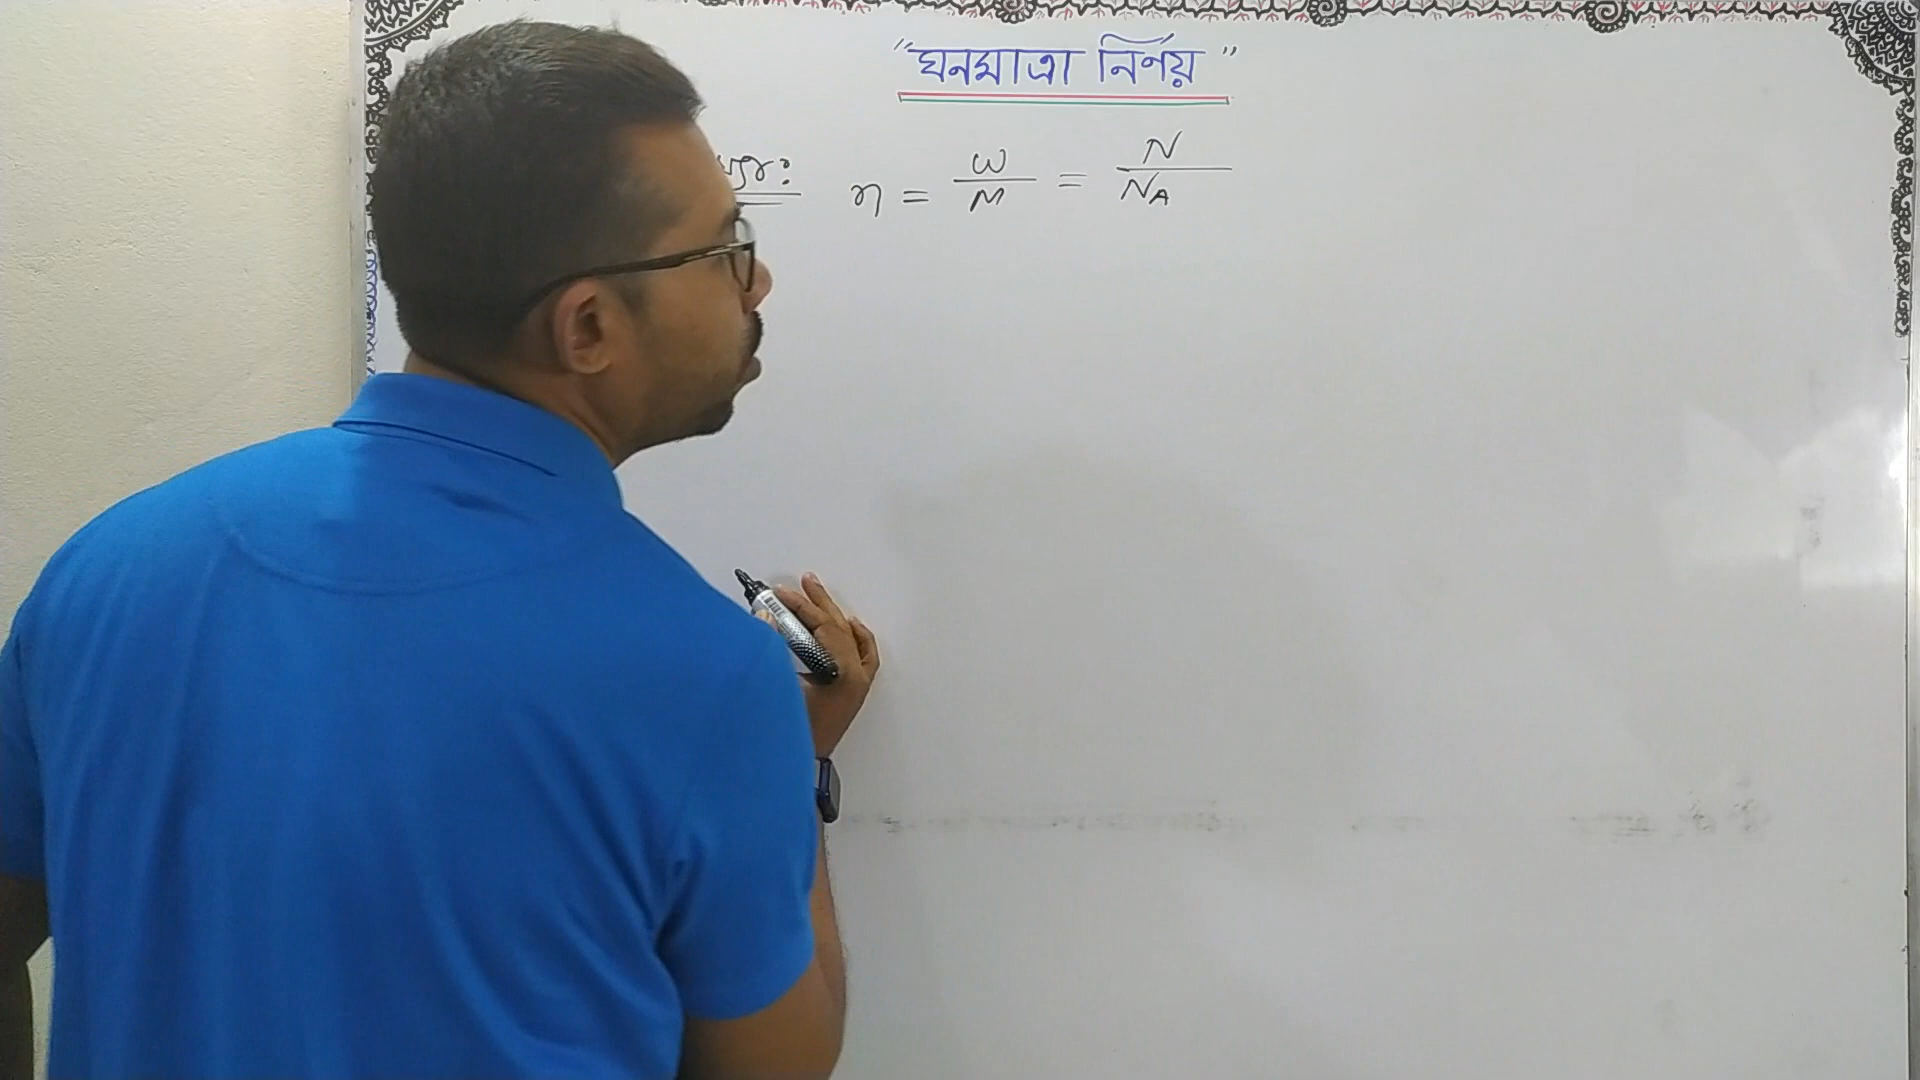 "ঘনমাত্রা নির্ণয়"
n = W/M = N/N_A